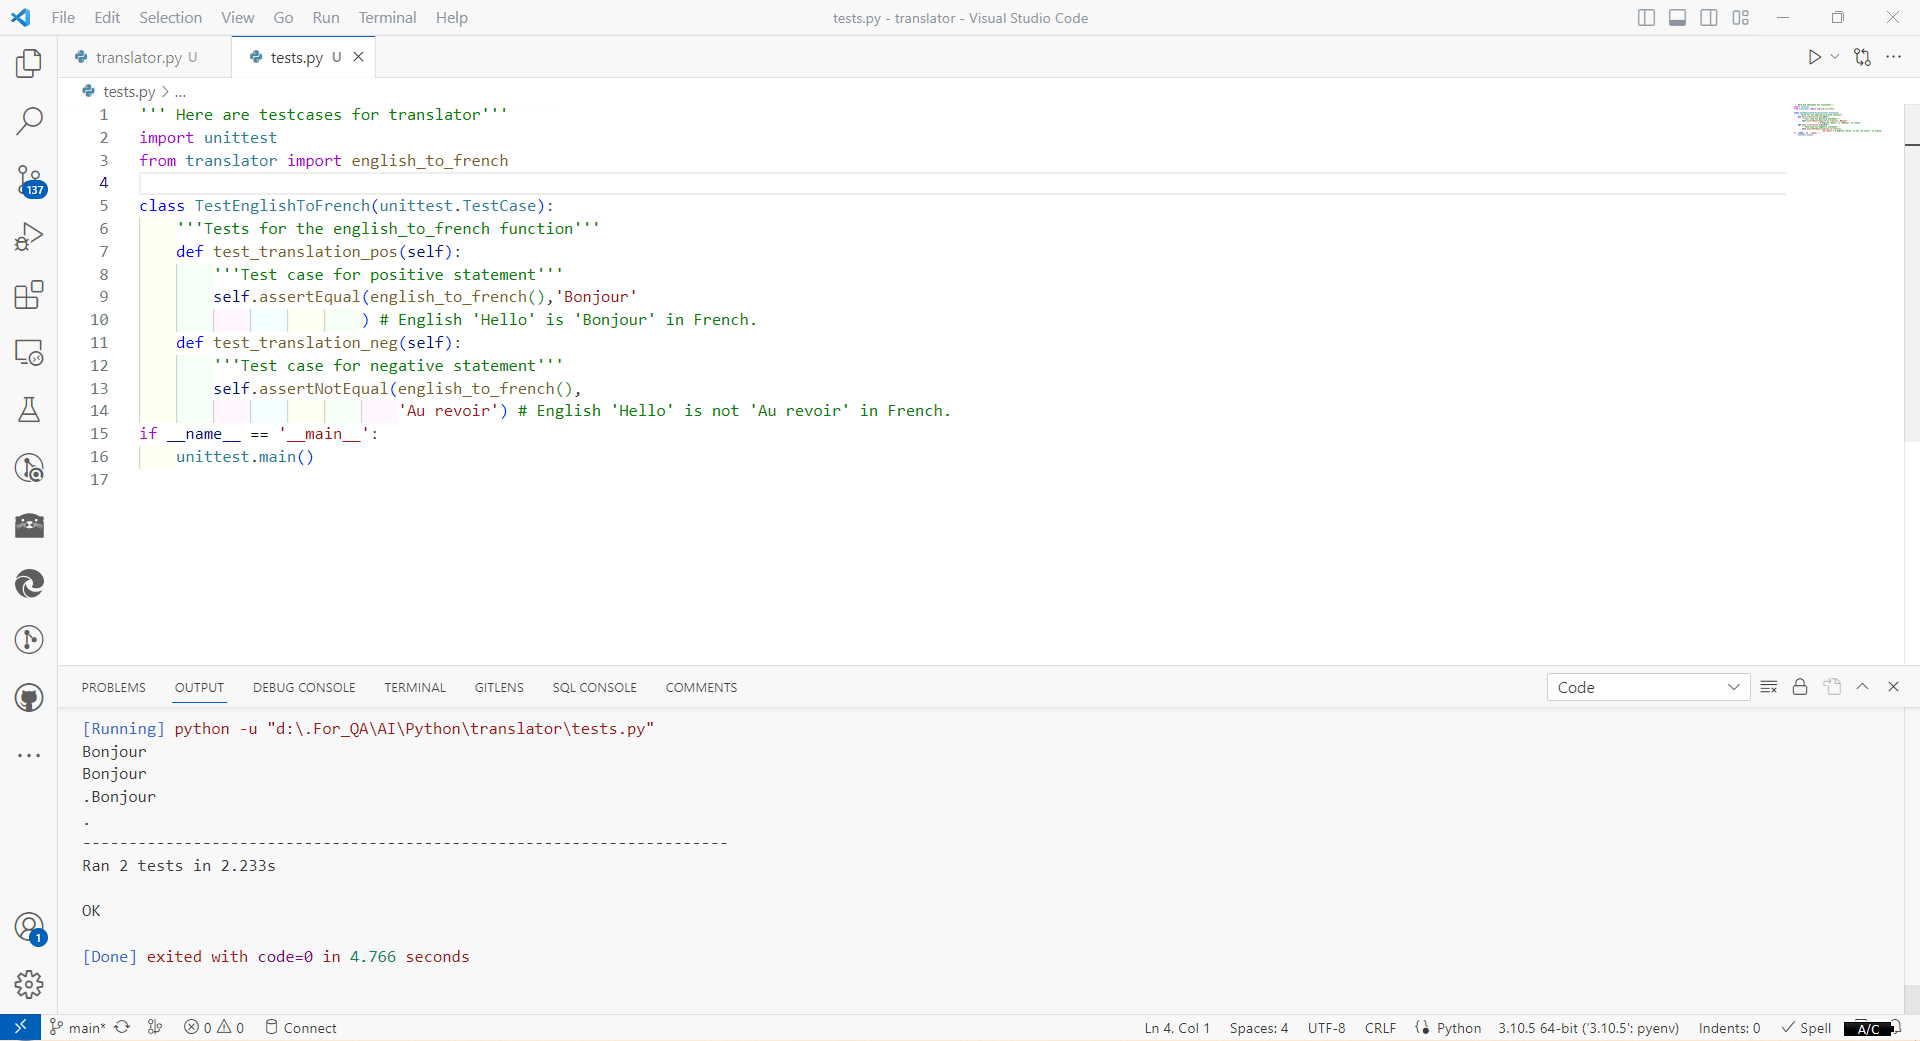 File Edit Selection View Go Run Terminal Help
tests.py - translator - Visual Studio Code
translator.py U
tests.py U
tests.py > ...
1 ''' Here are testcases for translator'''
2 import unittest
3 from translator import english_to_french
4
5 class TestEnglishToFrench(unittest.TestCase):
6 '''Tests for the english_to_french function'''
7 def test_translation_pos(self):
8 '''Test case for positive statement'''
9 self.assertEqual(english_to_french(),'Bonjour'
10 ) # English 'Hello' is 'Bonjour' in French.
11 def test_translation_neg(self):
12 '''Test case for negative statement'''
13 self.assertNotEqual(english_to_french(),
14 'Au revoir') # English 'Hello' is not 'Au revoir' in French.
15 if __name__ == '__main__':
16 unittest.main()
17
137
1
PROBLEMS OUTPUT DEBUG CONSOLE TERMINAL GITLENS SQL CONSOLE COMMENTS
Code
[Running] python -u "d:\.For_QA\AI\Python\translator\tests.py"
Bonjour
Bonjour
.Bonjour
.
----------------------------------------------------------------------
Ran 2 tests in 2.233s
OK
[Done] exited with code=0 in 4.766 seconds
main* 0 0 Connect
Ln 4, Col 1 Spaces: 4 UTF-8 CRLF Python 3.10.5 64-bit ('3.10.5': pyenv) Indents: 0 Spell A/C